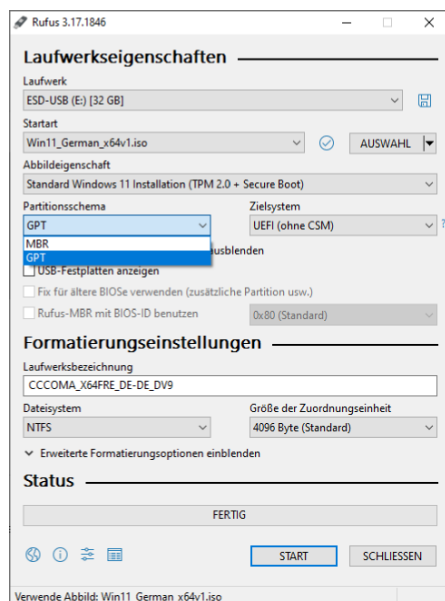 Rufus 3.17.1846
Laufwerkseigenschaften
Laufwerk
ESD-USB (E:) [32 GB]
Startart
Win11_German_x64v1.iso
AUSWAHL
Abbildeigenschaft
Standard Windows 11 Installation (TPM 2.0 + Secure Boot)
Partitionsschema
Zielsystem
GPT
UEFI (ohne CSM)
?
MBR
GPT
ausblenden
USB-Festplatten anzeigen
Fix für ältere BIOSe verwenden (zusätzliche Partition usw.)
Rufus-MBR mit BIOS-ID benutzen
0x80 (Standard)
Formatierungseinstellungen
Laufwerksbezeichnung
CCCOMA_X64FRE_DE-DE_DV9
Dateisystem
Größe der Zuordnungseinheit
NTFS
4096 Byte (Standard)
Erweiterte Formatierungsoptionen einblenden
Status
FERTIG
START
SCHLIESSEN
Verwende Abbild: Win11_German_x64v1.iso